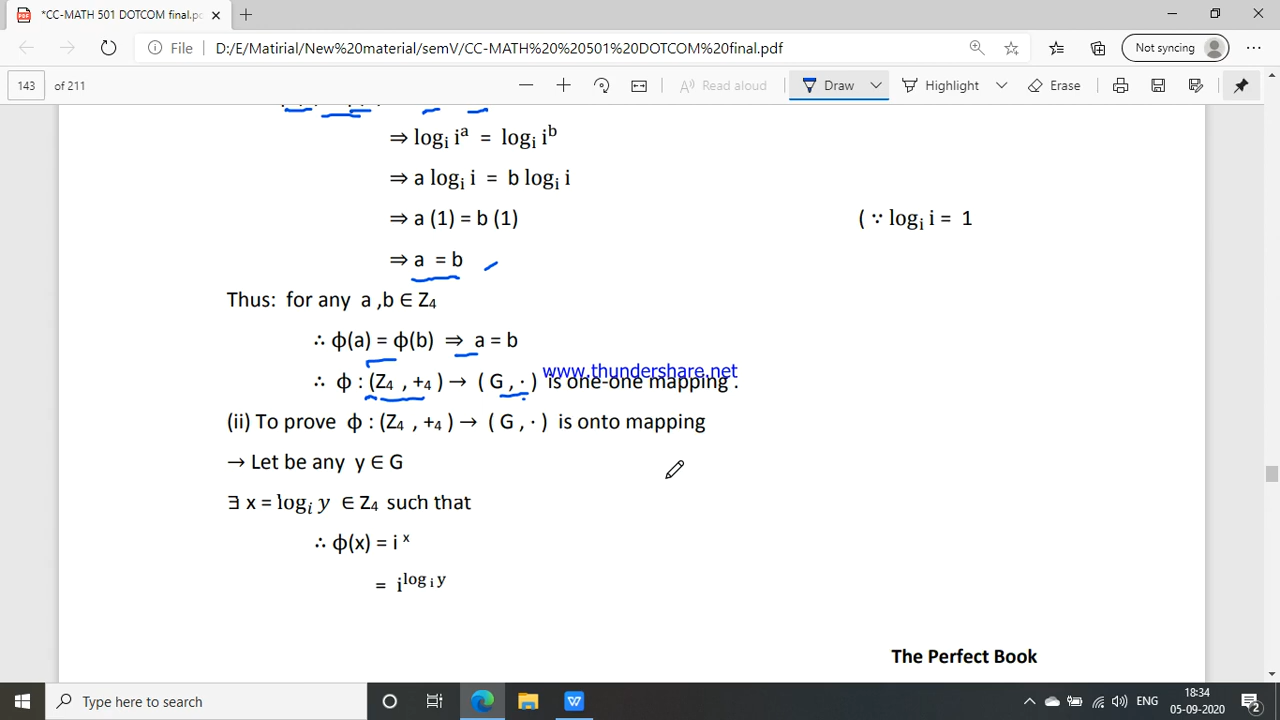 *CC-MATH 501 DOTCOM final.pc
File D:/E/Matirial/New%20material/semV/CC-MATH%20%20501%20DOTCOM%20final.pdf Not syncing
143 of 211 Read aloud Draw Highlight Erase
⇒ logᵢ iᵃ = logᵢ iᵇ
⇒ a logᵢ i = b logᵢ i
⇒ a (1) = b (1) ( ∵ logᵢ i = 1
⇒ a = b
Thus: for any a ,b ∈ Z₄
∴ ϕ(a) = ϕ(b) ⇒ a = b
www.thundershare.net
∴ ϕ : (Z₄ , +₄ ) → ( G , · ) is one-one mapping .
(ii) To prove ϕ : (Z₄ , +₄ ) → ( G , · ) is onto mapping
→ Let be any y ∈ G
∃ x = logᵢ y ∈ Z₄ such that
∴ ϕ(x) = i ˣ
= i^(log ᵢ y)
The Perfect Book
Type here to search
ENG 18:34
05-09-2020
2